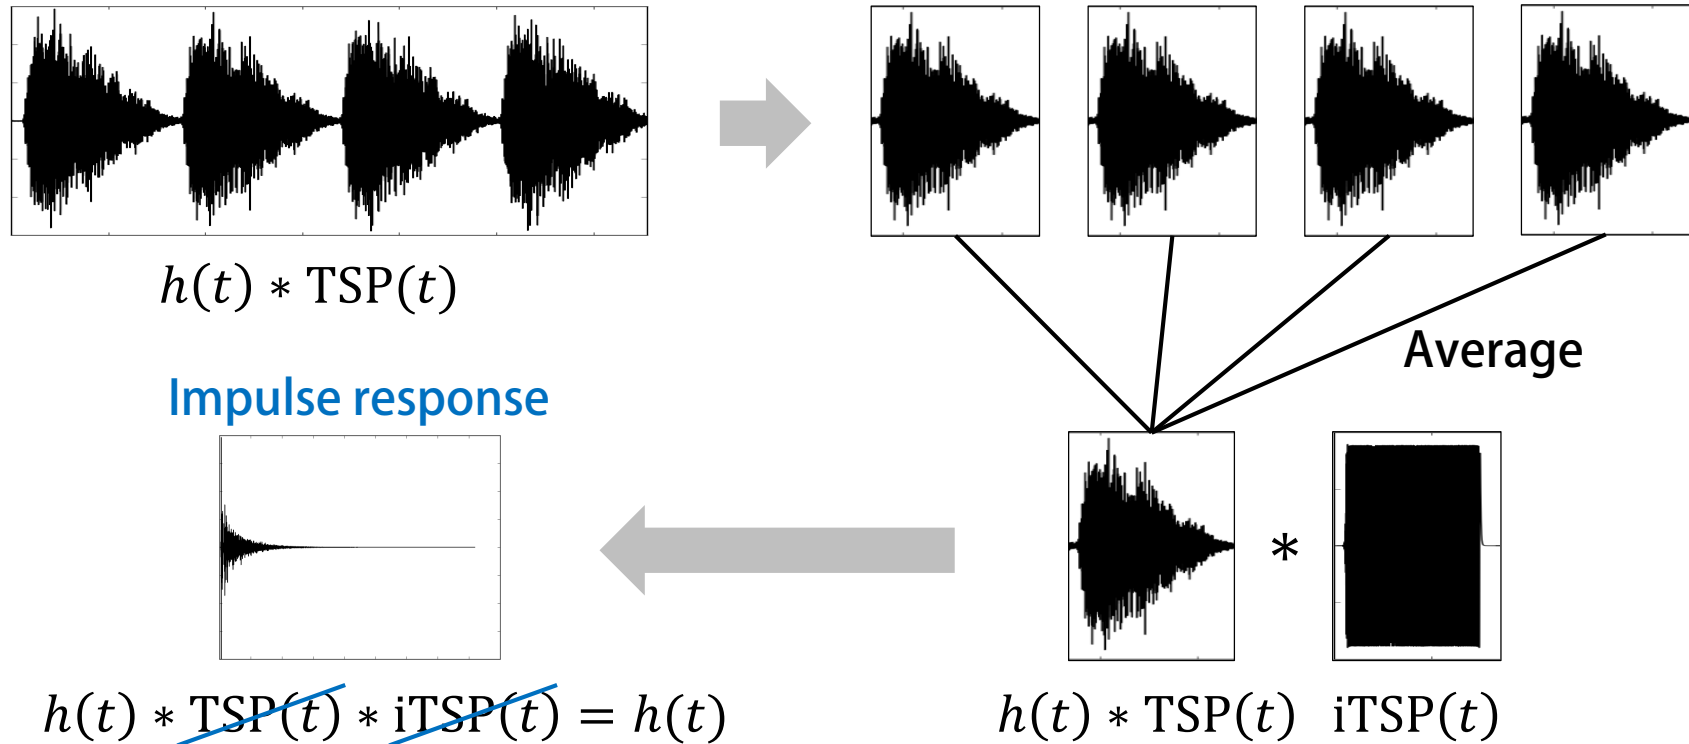 h(t) ∗ TSP(t)
Average
Impulse response
∗
h(t) ∗ TSP(t) ∗ iTSP(t) = h(t)
h(t) ∗ TSP(t) iTSP(t)